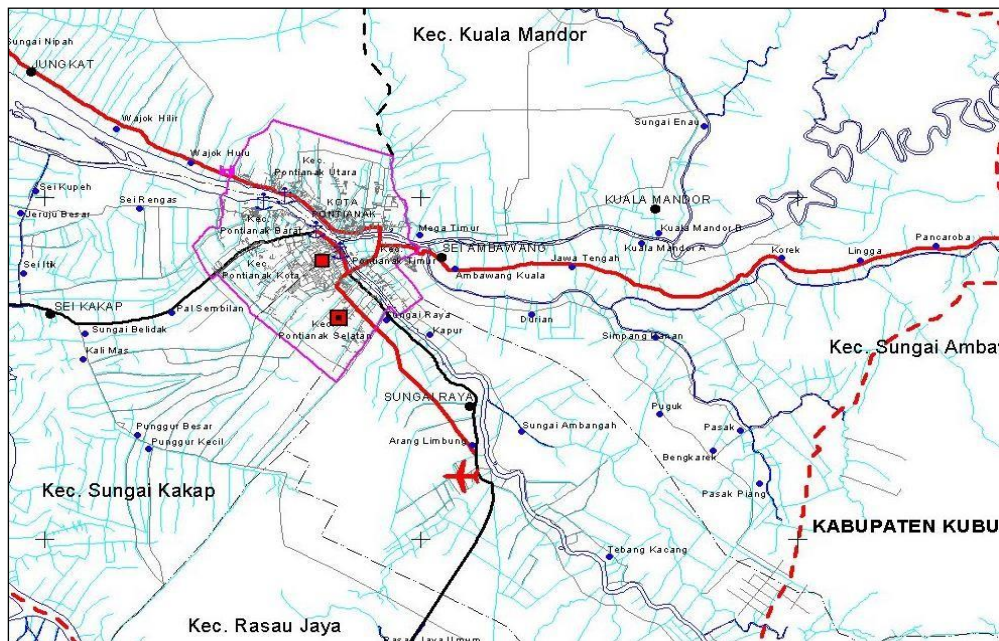 Kec. Kuala Mandor
Sungai Nipah
JUNGKAT
Wajok Hilir
Sungai Enau
Wajok Hulu
Kec.
Pontianak Utara
Sei Kupeh
Sei Rengas
Jeruju Besar
KOTA
PONTIANAK
KUALA MANDOR
Kec.
Pontianak Barat
Mega Timur
Kuala Mandor B
Kuala Mandor A
SEI AMBAWANG
Pancaroba
Korek
Lingga
Kec.
Pontianak Timur
Jawa Tengah
Ambawang Kuala
Sei Itik
Kec.
Pontianak Kota
SEI KAKAP
Pal Sembilan
Sungai Raya
Durian
Sungai Belidak
Kec.
Pontianak Selatan
Kapur
Simpang Kanan
Kali Mas
Kec. Sungai Ambaw
SUNGAI RAYA
Puguk
Punggur Besar
Sungai Ambangah
Pasak
Punggur Kecil
Arang Limbung
Bengkarek
Kec. Sungai Kakap
Pasak Piang
KABUPATEN KUBU
Tebang Kacang
Kec. Rasau Jaya
Rasau Jaya Umum